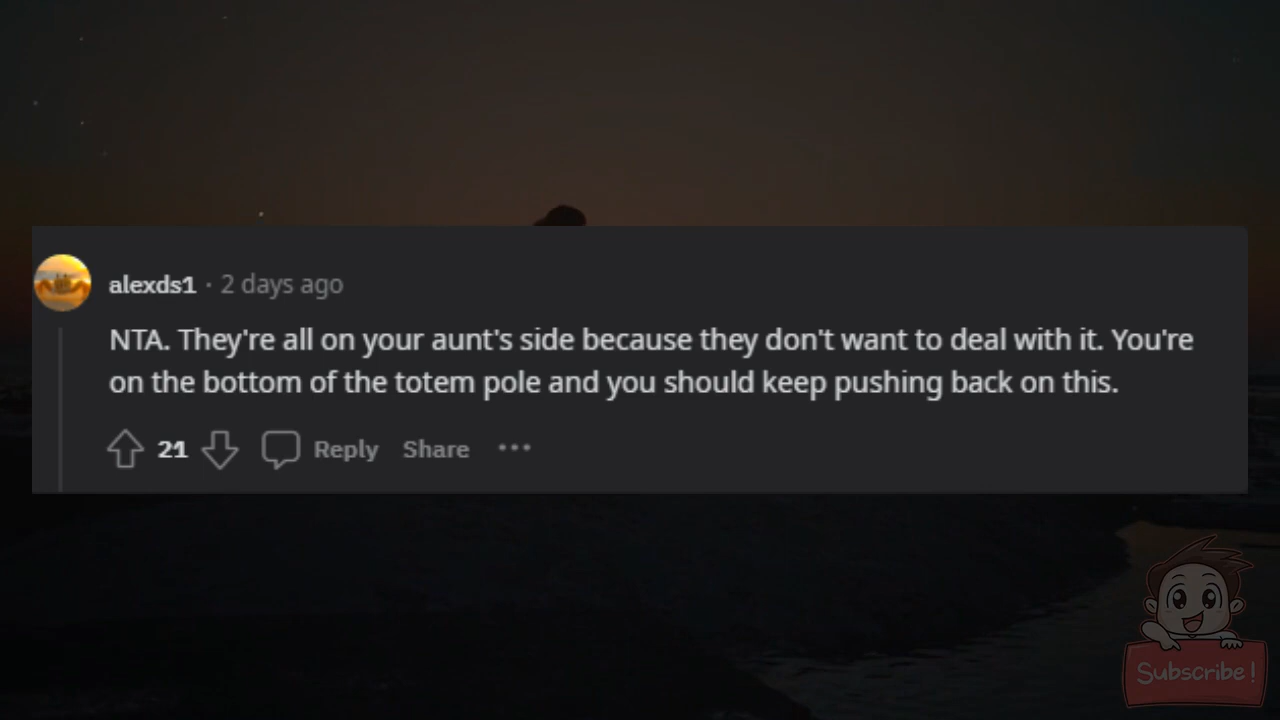 alexds1 · 2 days ago
NTA. They're all on your aunt's side because they don't want to deal with it. You're
on the bottom of the totem pole and you should keep pushing back on this.
21 Reply Share ···
Subscribe!